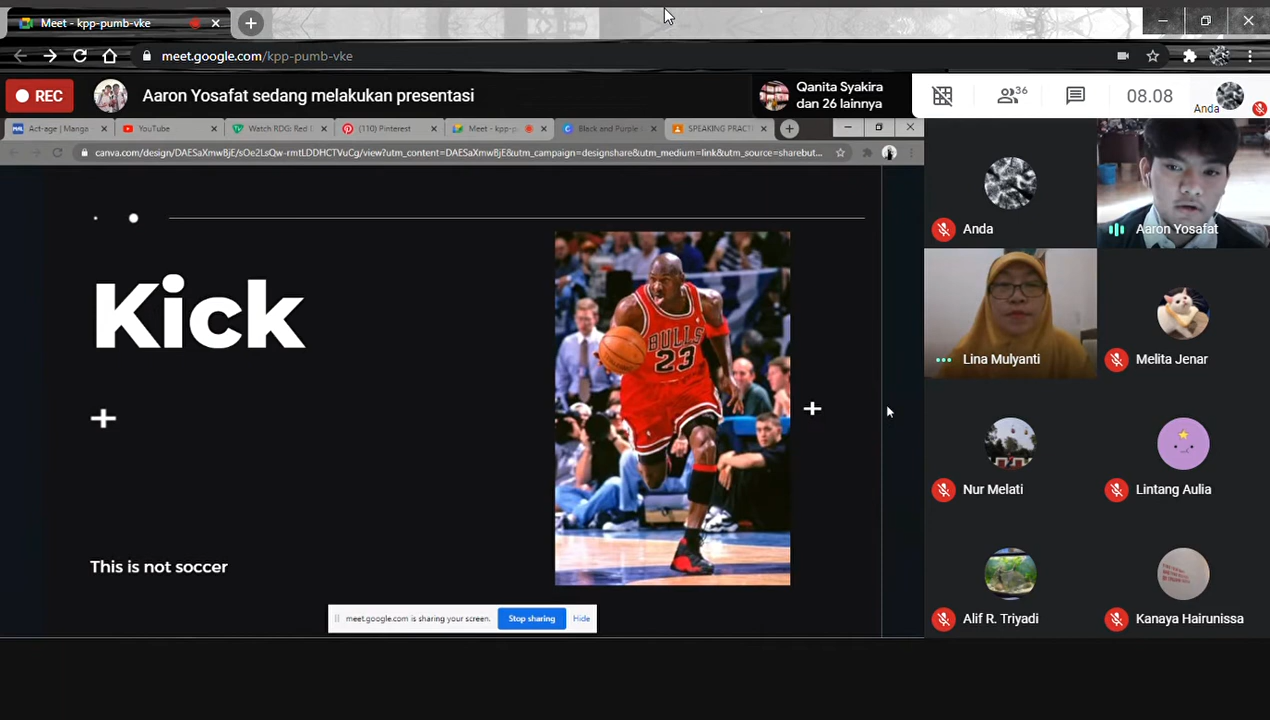 Meet - kpp-pumb-vke
meet.google.com/kpp-pumb-vke
REC
Aaron Yosafat sedang melakukan presentasi
Qanita Syakira
dan 26 lainnya
36
08.08
Anda
Act-age | Manga
YouTube
Watch RDG: Red
(110) Pinterest
Meet - kpp-p
Black and Purple
SPEAKING PRACT
canva.com/design/DAESaXmwBjE/sOe2LsQw-rmtLDDHCTVuCg/view?utm_content=DAESaXmwBjE&utm_campaign=designshare&utm_medium=link&utm_source=sharebut...
Kick
This is not soccer
BULLS
23
meet.google.com is sharing your screen.
Stop sharing
Hide
Anda
Aaron Yosafat
Lina Mulyanti
Melita Jenar
Nur Melati
Lintang Aulia
Alif R. Triyadi
Kanaya Hairunissa